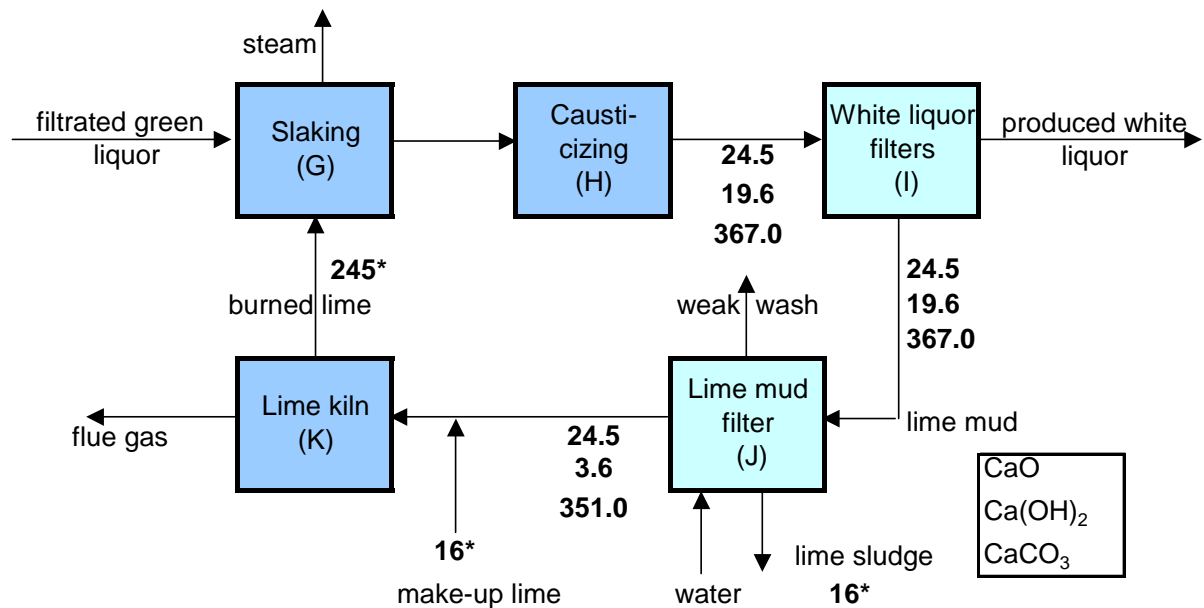 steam
filtrated green
liquor
Slaking
(G)
Causti-
cizing
(H)
24.5
19.6
367.0
White liquor
filters
(I)
produced white
liquor
245*
burned lime
weak wash
24.5
19.6
367.0
Lime kiln
(K)
flue gas
24.5
3.6
351.0
Lime mud
filter
(J)
lime mud
16*
make-up lime
water
lime sludge
16*
CaO
Ca(OH)₂
CaCO₃